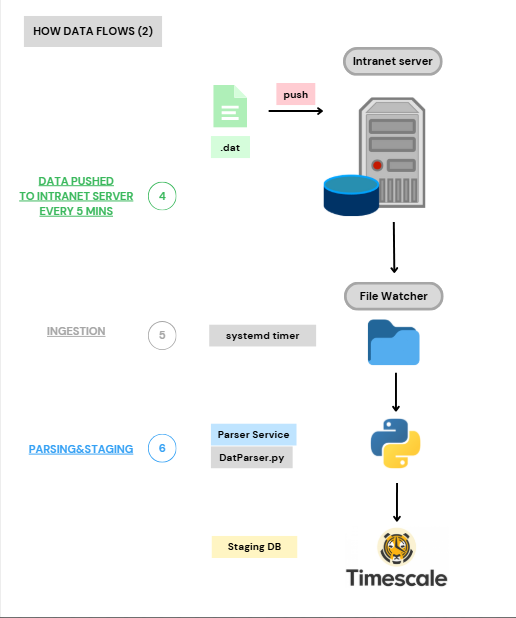 HOW DATA FLOWS (2)
Intranet server
push
.dat
DATA PUSHED
TO INTRANET SERVER
EVERY 5 MINS
4
File Watcher
INGESTION
5
systemd timer
PARSING&STAGING
6
Parser Service
DatParser.py
Staging DB
Timescale